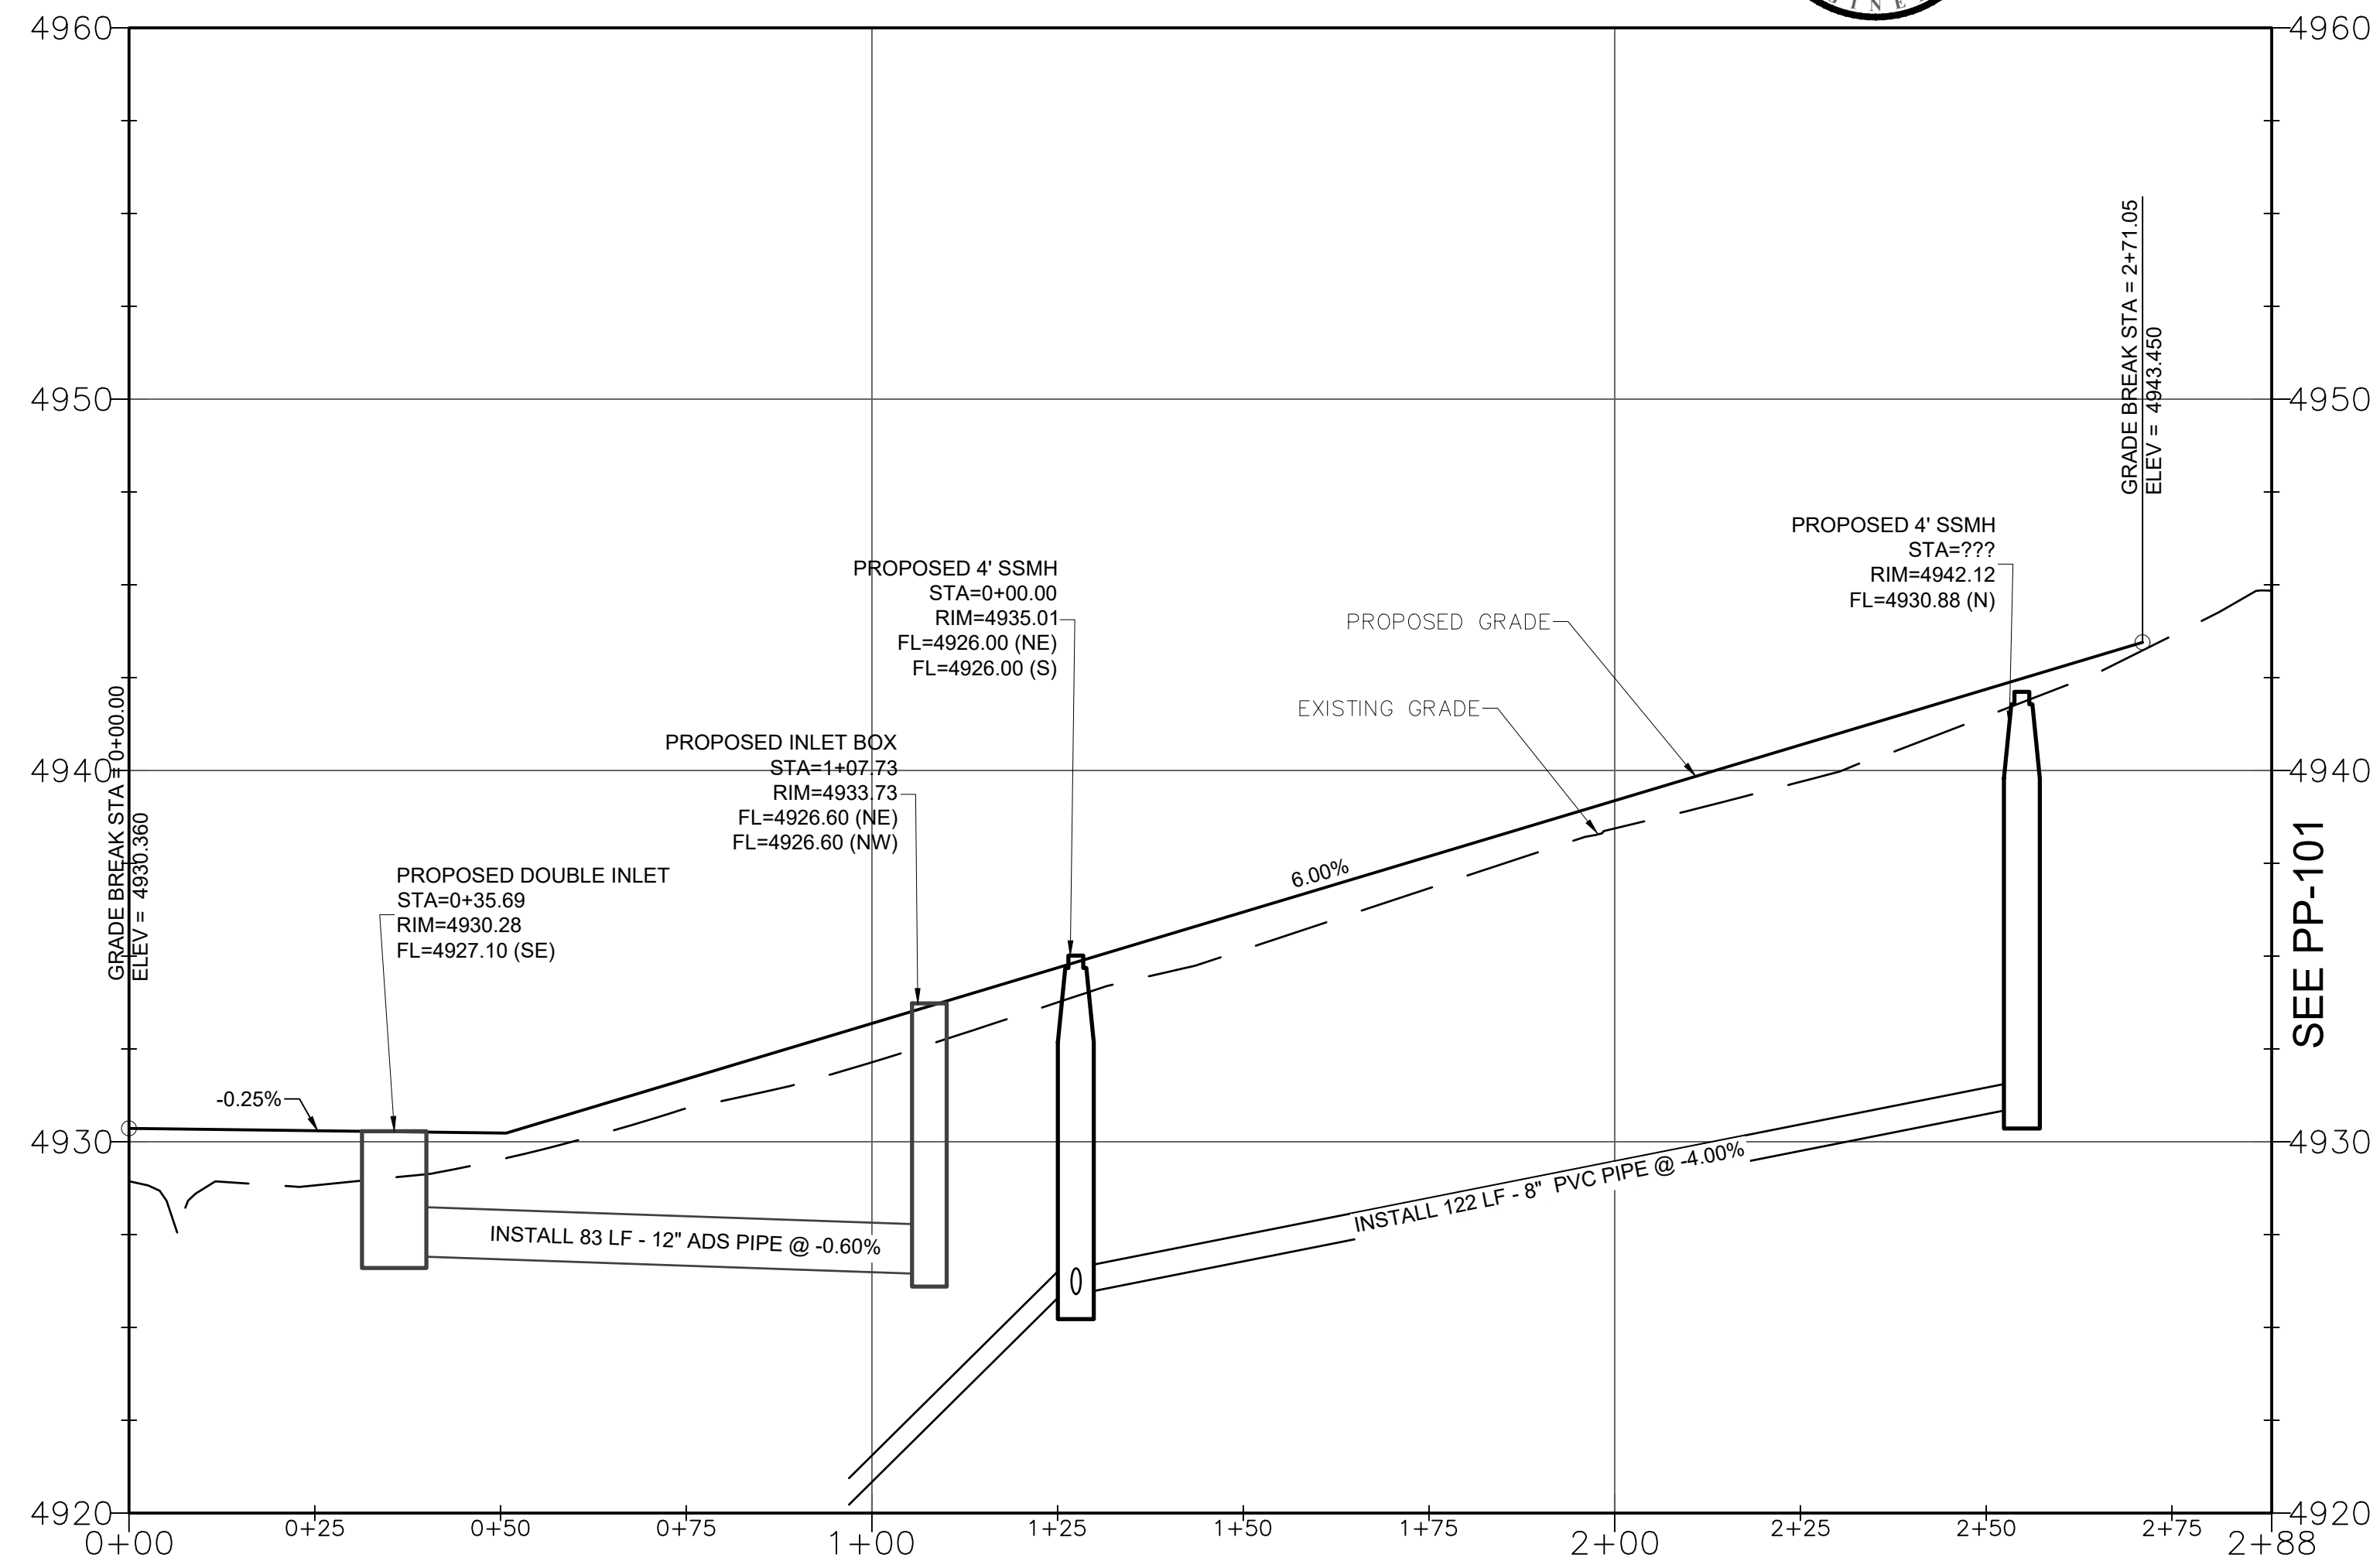 I N E
4960
4960
4950
4950
4940
4940
4930
4930
4920
4920
GRADE BREAK STA = 0+00.00
ELEV = 4930.360
-0.25%
PROPOSED DOUBLE INLET
STA=0+35.69
RIM=4930.28
FL=4927.10 (SE)
PROPOSED INLET BOX
STA=1+07.73
RIM=4933.73
FL=4926.60 (NE)
FL=4926.60 (NW)
PROPOSED 4' SSMH
STA=0+00.00
RIM=4935.01
FL=4926.00 (NE)
FL=4926.00 (S)
PROPOSED GRADE
EXISTING GRADE
6.00%
PROPOSED 4' SSMH
STA=???
RIM=4942.12
FL=4930.88 (N)
GRADE BREAK STA = 2+71.05
ELEV = 4943.450
INSTALL 83 LF - 12" ADS PIPE @ -0.60%
INSTALL 122 LF - 8" PVC PIPE @ -4.00%
SEE PP-101
0+00
0+25
0+50
0+75
1+00
1+25
1+50
1+75
2+00
2+25
2+50
2+75
2+88